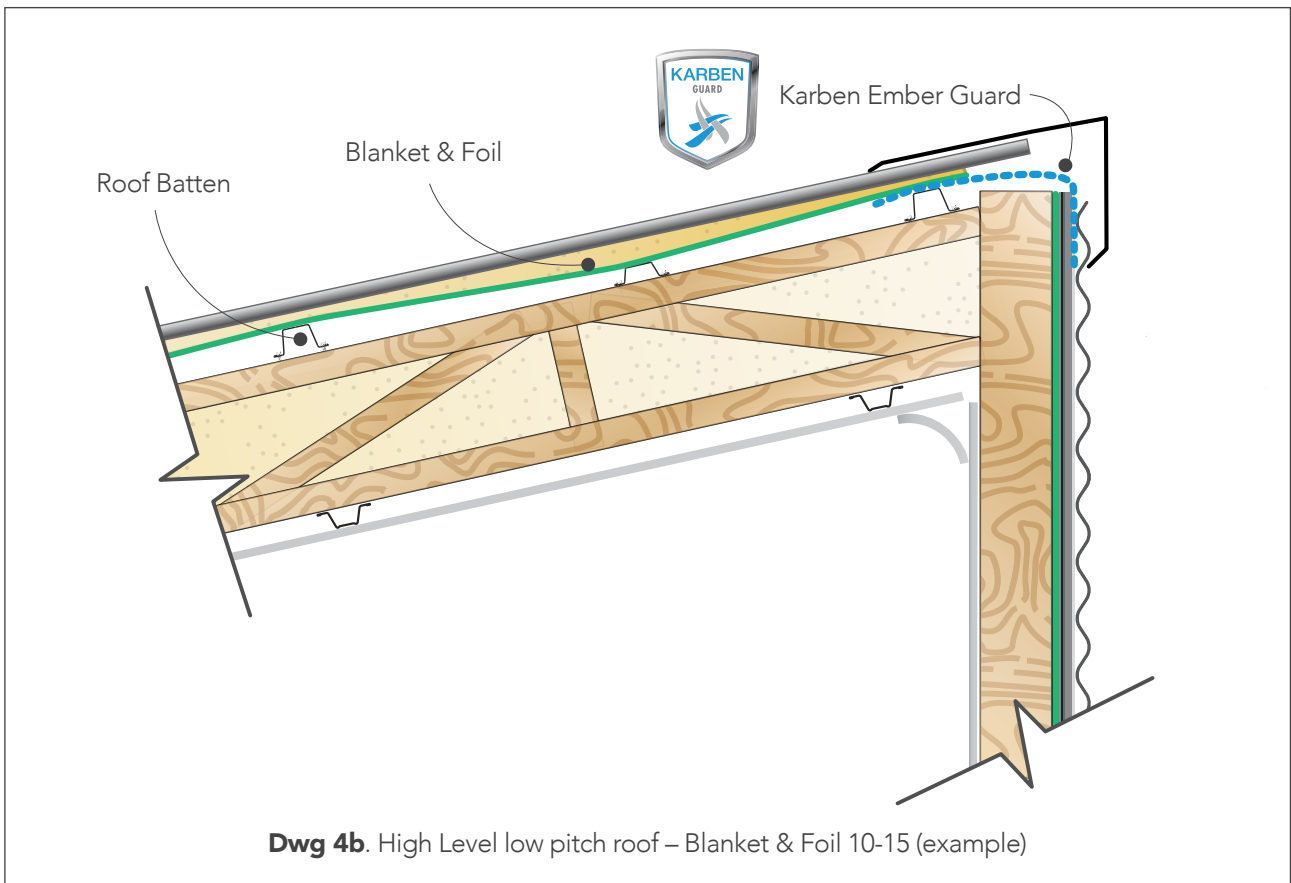 KARBEN
GUARD
Karben Ember Guard
Blanket & Foil
Roof Batten
Dwg 4b. High Level low pitch roof – Blanket & Foil 10-15 (example)